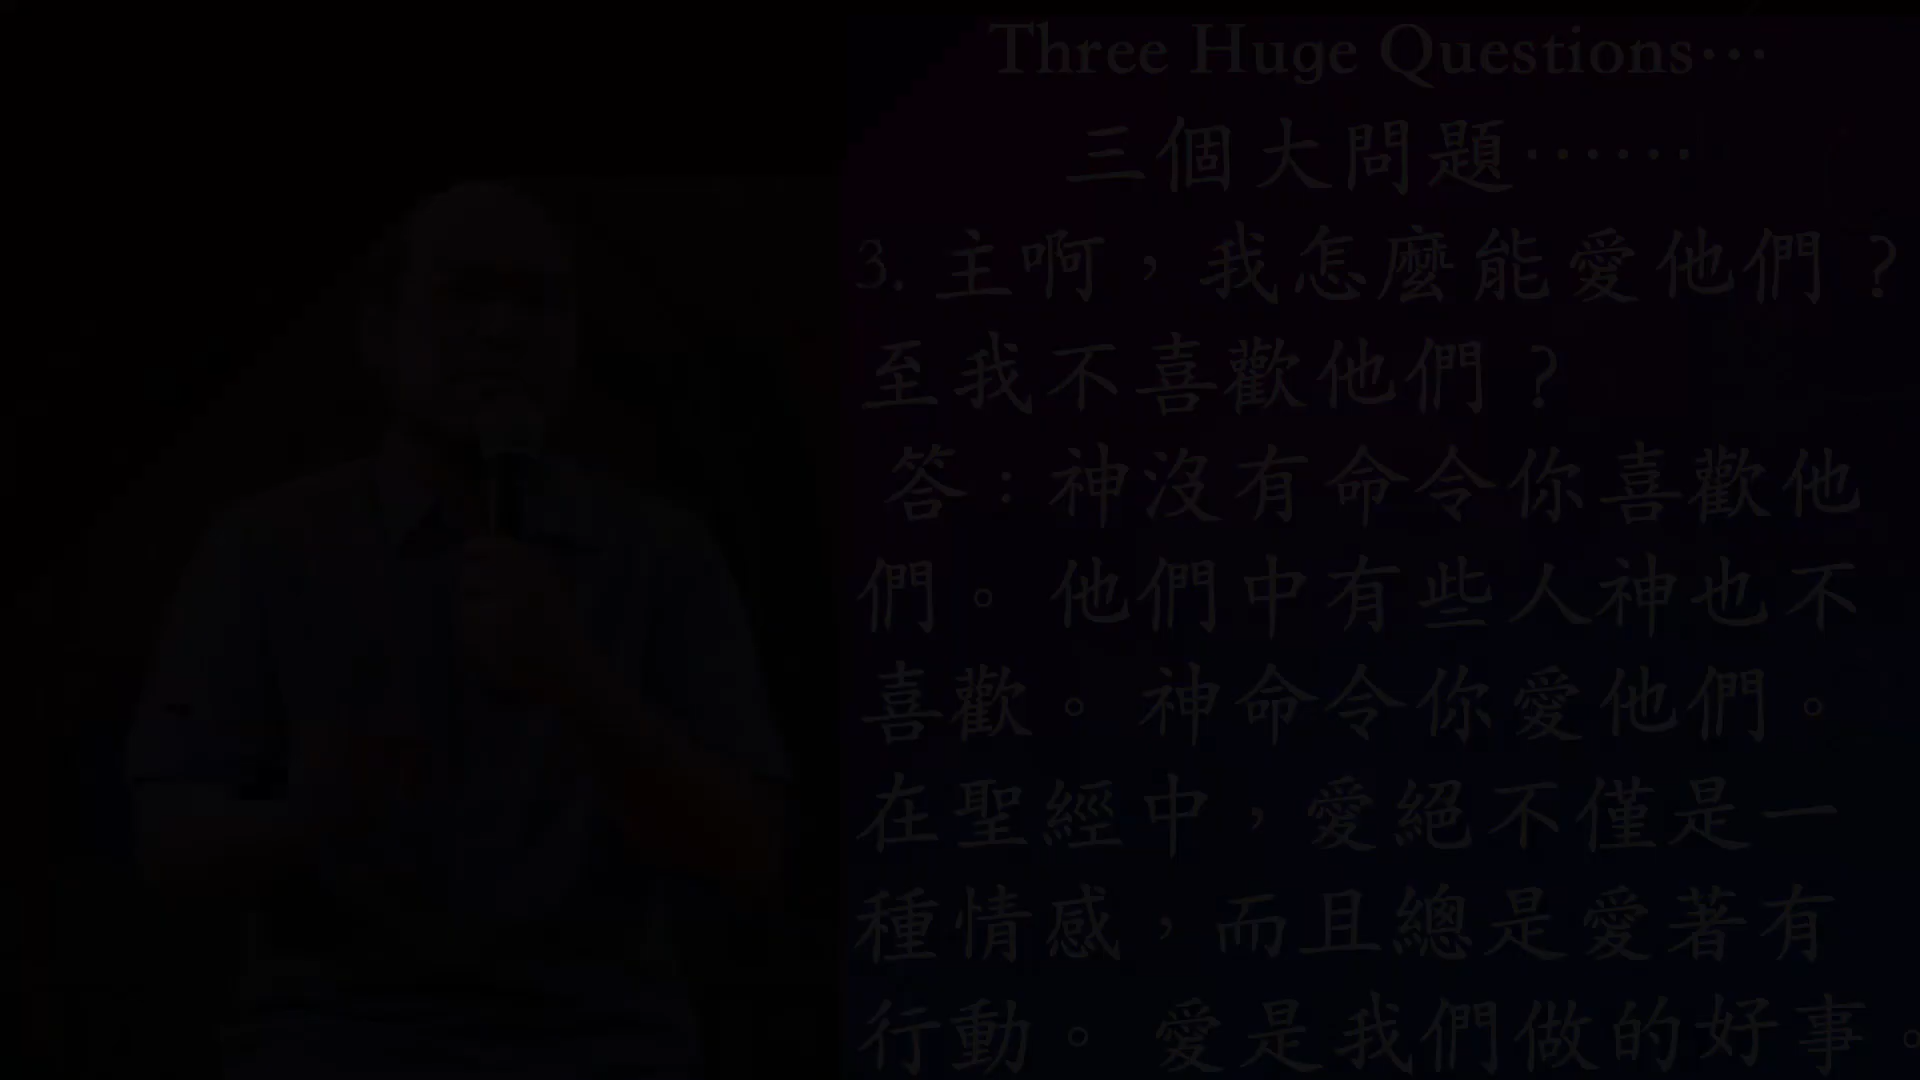 Three Huge Questions…
三個大問題……
3. 主啊，我怎麼能愛他們？
至我不喜歡他們？
答：神沒有命令你喜歡他
們。他們中有些人神也不
喜歡。神命令你愛他們。
在聖經中，愛絕不僅是一
種情感，而且總是愛著有
行動。愛是我們做的好事。